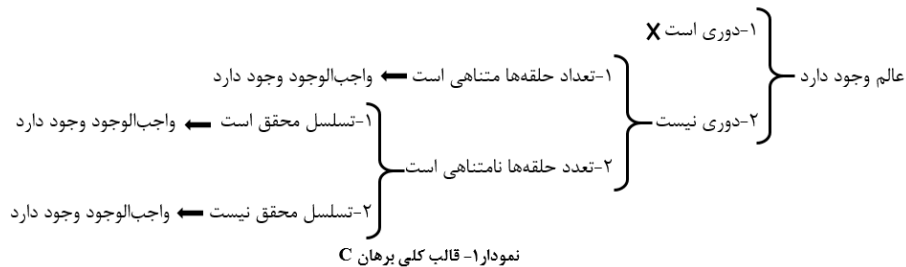 ۱-دوری است X
۱-تعداد حلقه‌ها متناهی است ← واجب‌الوجود وجود دارد
عالم وجود دارد
۱-تسلسل محقق است ← واجب‌الوجود وجود دارد
۲-دوری نیست
۲-تعدد حلقه‌ها نامتناهی است
۲-تسلسل محقق نیست ← واجب‌الوجود وجود دارد
نمودار۱- قالب کلی برهان C